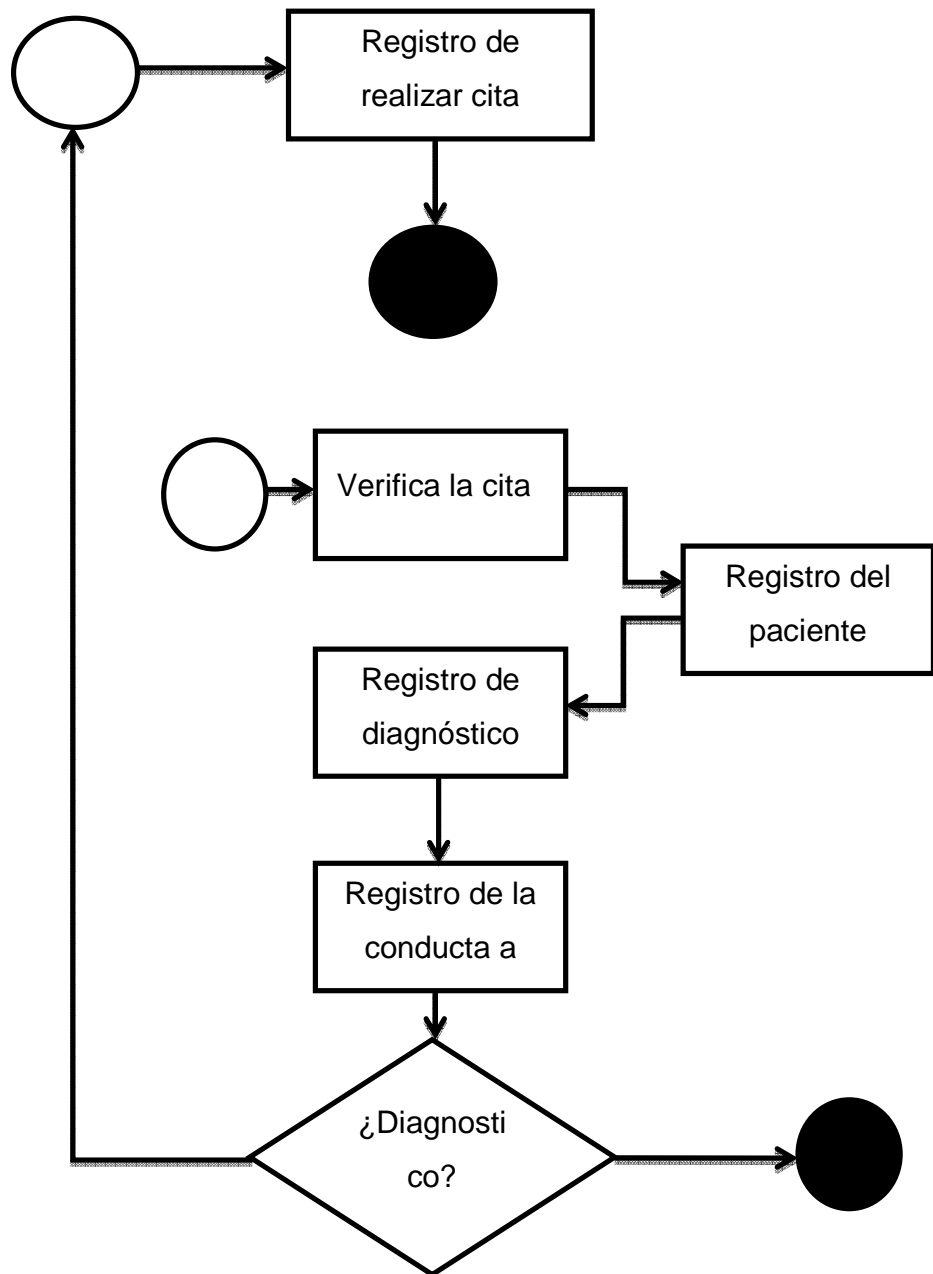 Registro de
realizar cita
Verifica la cita
Registro del
paciente
Registro de
diagnóstico
Registro de la
conducta a
¿Diagnosti
co?